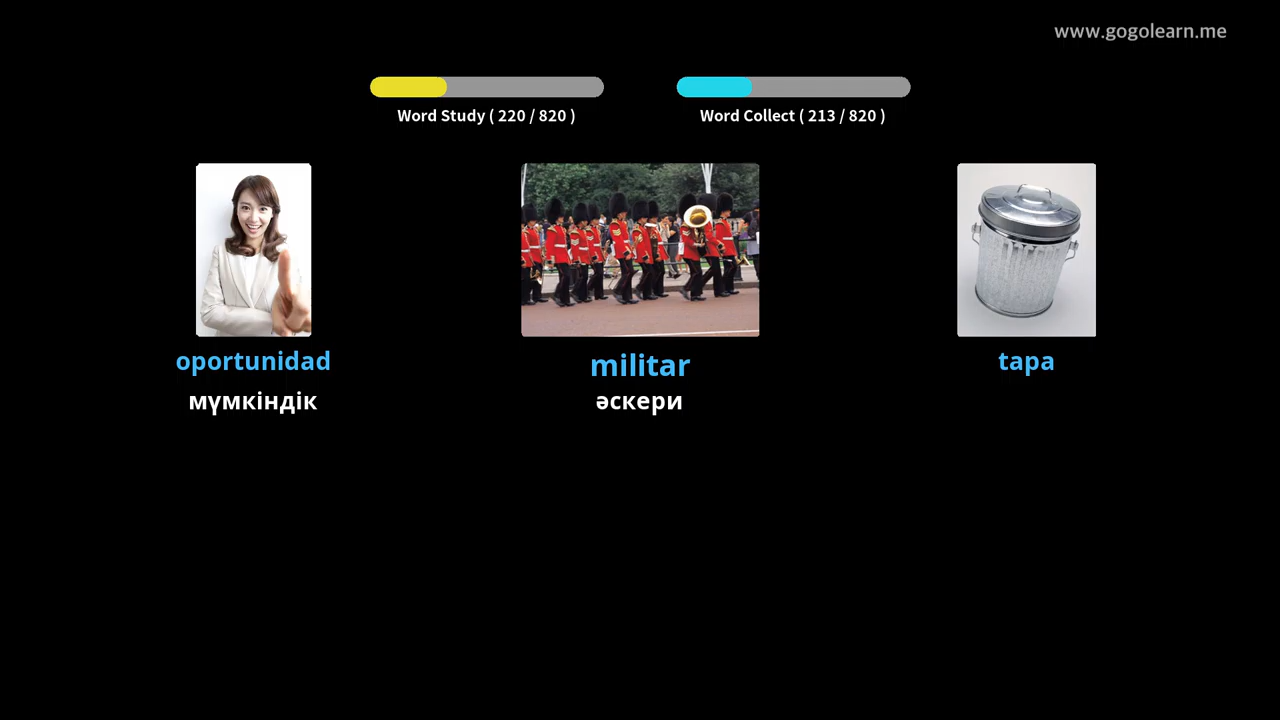 www.gogolearn.me
Word Study ( 220 / 820 )
Word Collect ( 213 / 820 )
oportunidad
мүмкіндік
militar
әскери
tapa